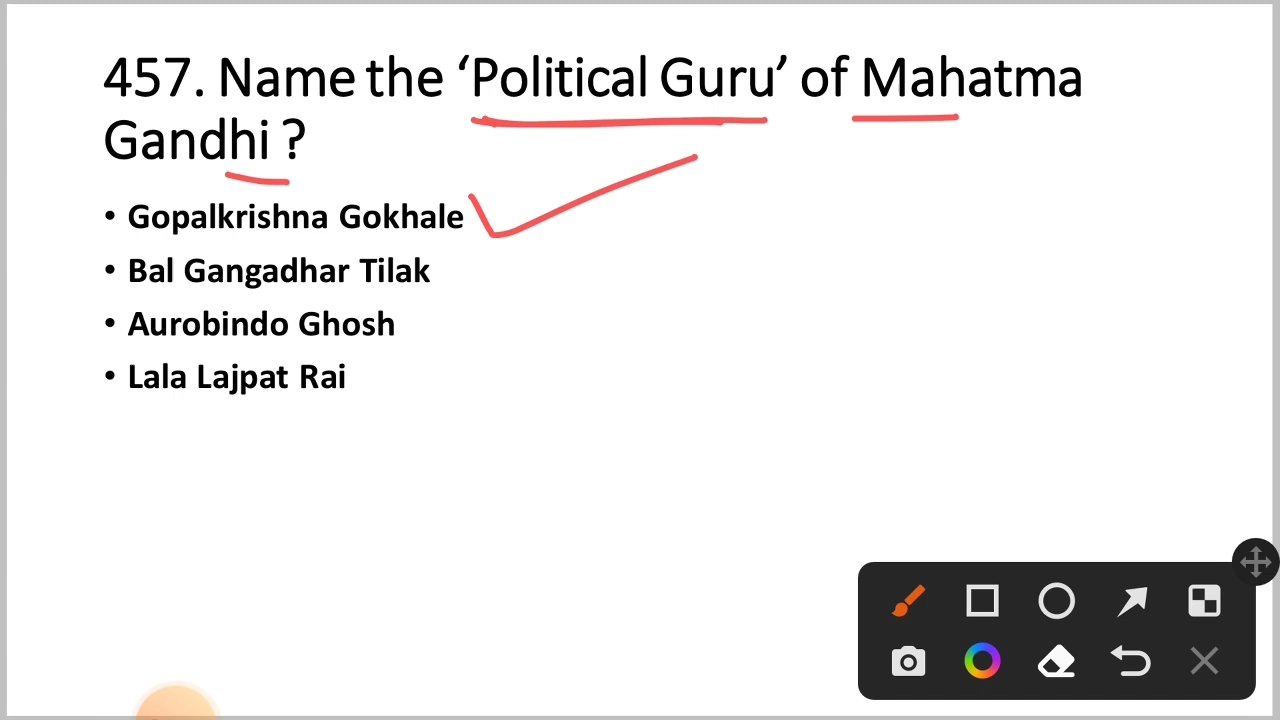 457. Name the ‘Political Guru’ of Mahatma
Gandhi ?
• Gopalkrishna Gokhale
• Bal Gangadhar Tilak
• Aurobindo Ghosh
• Lala Lajpat Rai